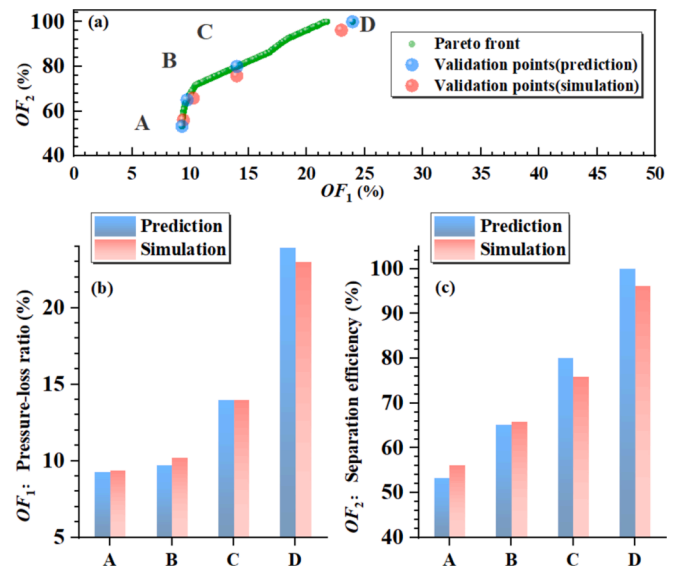 (a)
100
80
60
40
OF₂ (%)
A
B
C
D
Pareto front
Validation points(prediction)
Validation points(simulation)
0 5 10 15 20 25 30 35 40 45 50
OF₁ (%)
Prediction
Simulation
(b)
20
15
10
5
OF₁: Pressure-loss ratio (%)
A B C D
Prediction
Simulation
(c)
100
90
80
70
60
50
40
OF₂: Separation efficiency (%)
A B C D